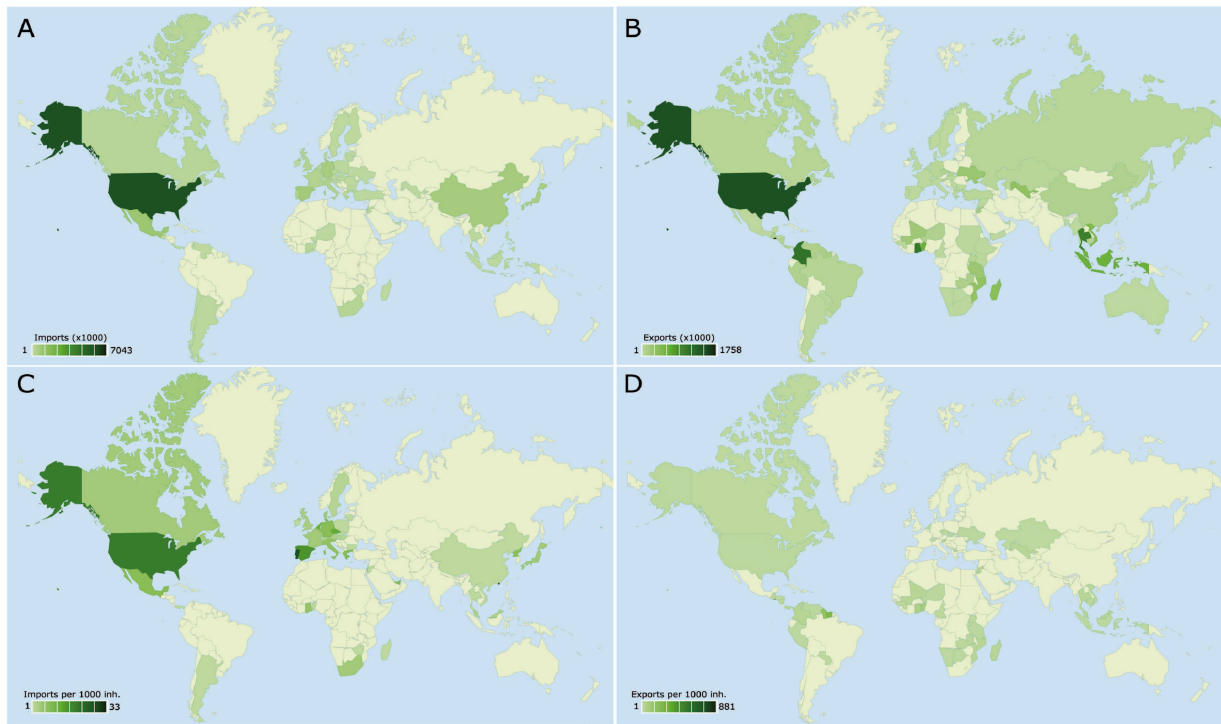 A
Imports (x1000)
1 7043
B
Exports (x1000)
1 1758
C
Imports per 1000 inh.
1 33
D
Exports per 1000 inh.
1 881